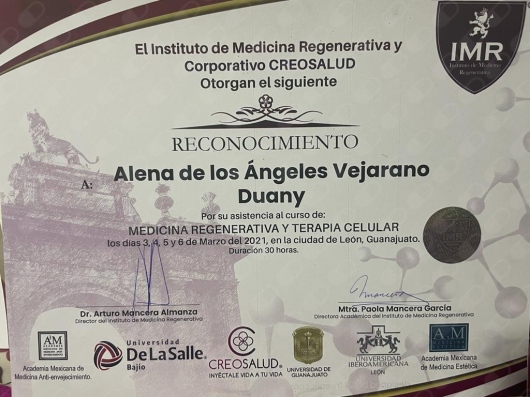 El Instituto de Medicina Regenerativa y
Corporativo CREOSALUD
Otorgan el siguiente
IMR
Instituto de Medicina
Regenerativa
RECONOCIMIENTO
A: Alena de los Ángeles Vejarano
Duany
Por su asistencia al curso de:
MEDICINA REGENERATIVA Y TERAPIA CELULAR
los días 3, 4, 5 y 6 de Marzo del 2021, en la ciudad de León, Guanajuato.
Duración 30 horas.
Dr. Arturo Mancera Almanza
Director del Instituto de Medicina Regenerativa
Mtra. Paola Mancera García
Directora Académica del Instituto de Medicina Regenerativa
Academia Mexicana de
Medicina Anti-envejecimiento.
Universidad
De La Salle.
Bajío
CREOSALUD
INYÉCTALE VIDA A TU VIDA
UNIVERSIDAD DE
GUANAJUATO
UNIVERSIDAD
IBEROAMERICANA
LEÓN
Academia Mexicana
de Medicina Estética